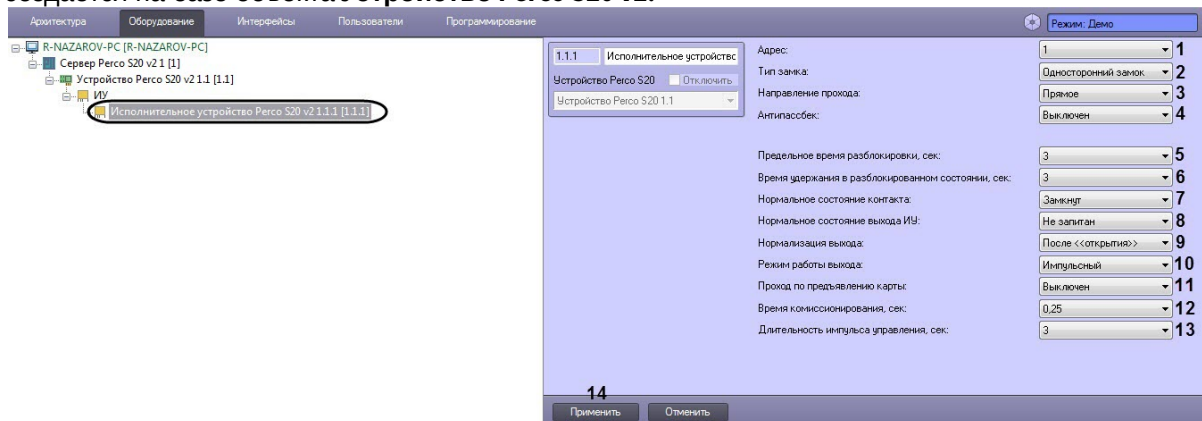 создается на базе объекта Устройство Perco S20 v2.
Архитектура Оборудование Интерфейсы Пользователи Программирование Режим: Демо
R-NAZAROV-PC [R-NAZAROV-PC]
Сервер Perco S20 v2 1 [1]
Устройство Perco S20 v2 1.1 [1.1]
ИУ
Исполнительное устройство Perco S20 v2 1.1.1 [1.1.1]
1.1.1 Исполнительное устройств
Устройство Perco S20 Отключить
Устройство Perco S20 1.1
Адрес: 1 1
Тип замка: Односторонний замок 2
Направление прохода: Прямое 3
Антипассбек: Выключен 4
Предельное время разблокировки, сек: 3 5
Время удержания в разблокированном состоянии, сек: 3 6
Нормальное состояние контакта: Замкнут 7
Нормальное состояние выхода ИУ: Не запитан 8
Нормализация выхода: После <<открытия>> 9
Режим работы выхода: Импульсный 10
Проход по предъявлению карты: Выключен 11
Время комиссионирования, сек: 0,25 12
Длительность импульса управления, сек: 3 13
14
Применить Отменить